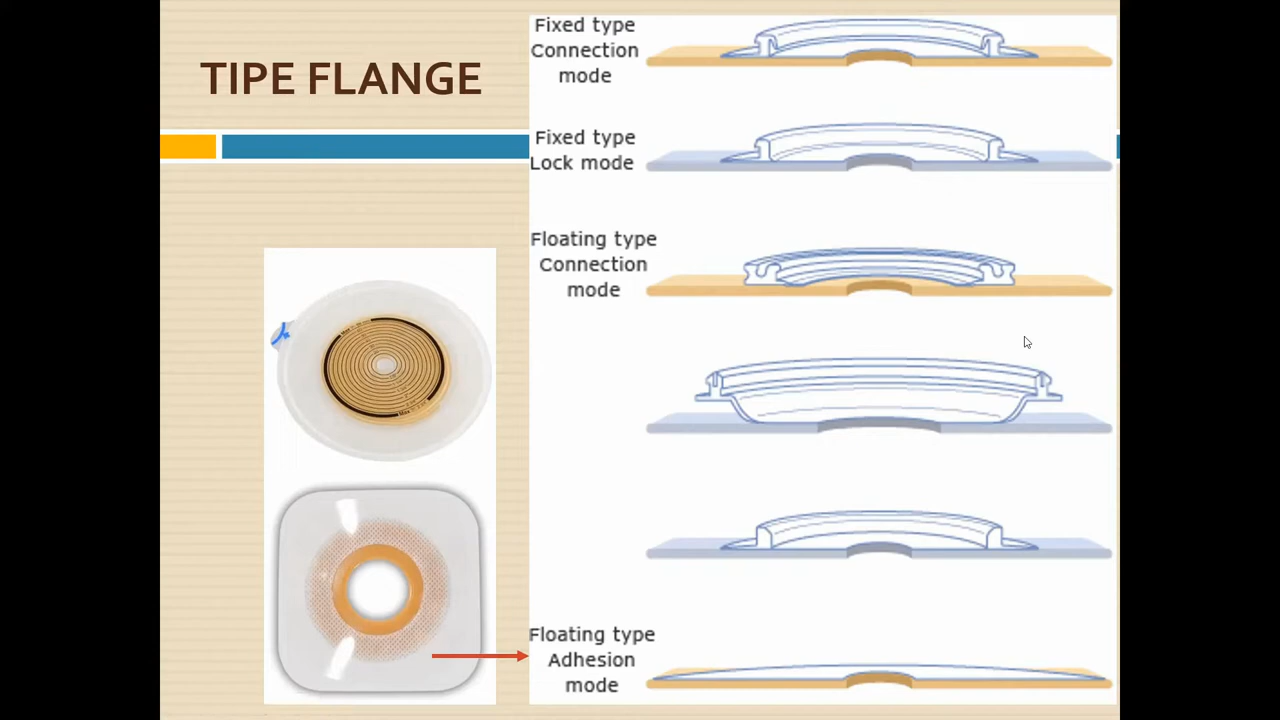 TIPE FLANGE
Fixed type
Connection
mode
Fixed type
Lock mode
Floating type
Connection
mode
Floating type
Adhesion
mode